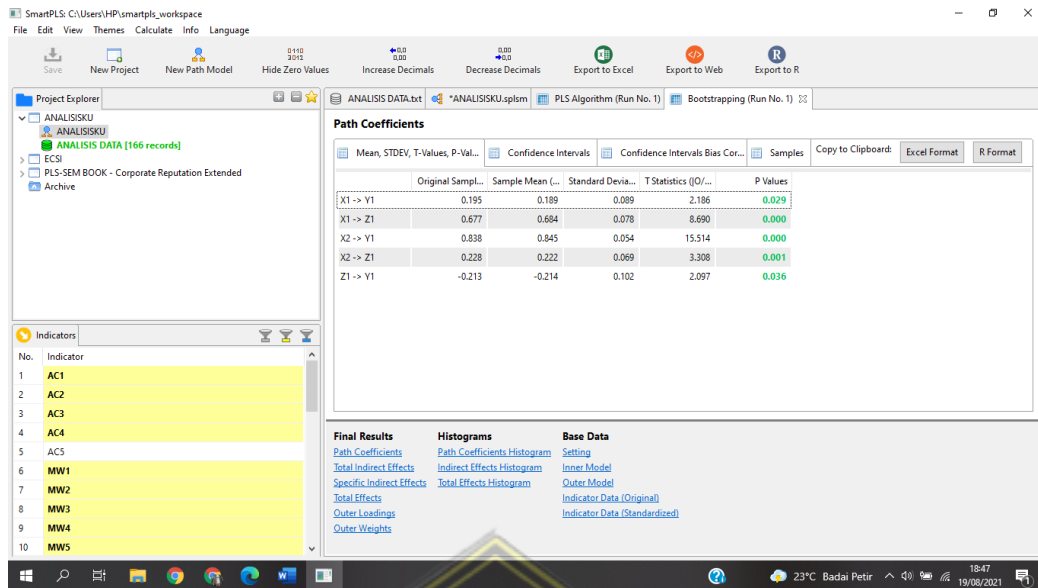 SmartPLS: C:\Users\HP\smartpls_workspace
File Edit View Themes Calculate Info Language
Save New Project New Path Model Hide Zero Values Increase Decimals Decrease Decimals Export to Excel Export to Web Export to R
Project Explorer
ANALISISKU
ANALISISKU
ANALISIS DATA [166 records]
ECSI
PLS-SEM BOOK - Corporate Reputation Extended
Archive
ANALISIS DATA.txt *ANALISISKU.splsm PLS Algorithm (Run No. 1) Bootstrapping (Run No. 1)
Path Coefficients
Mean, STDEV, T-Values, P-Val... Confidence Intervals Confidence Intervals Bias Cor... Samples Copy to Clipboard: Excel Format R Format
Original Sampl... Sample Mean (... Standard Devia... T Statistics (|O/... P Values
X1 -> Y1 0.195 0.189 0.089 2.186 0.029
X1 -> Z1 0.677 0.684 0.078 8.690 0.000
X2 -> Y1 0.838 0.845 0.054 15.514 0.000
X2 -> Z1 0.228 0.222 0.069 3.308 0.001
Z1 -> Y1 -0.213 -0.214 0.102 2.097 0.036
Indicators
No. Indicator
1 AC1
2 AC2
3 AC3
4 AC4
5 AC5
6 MW1
7 MW2
8 MW3
9 MW4
10 MW5
Final Results Histograms Base Data
Path Coefficients Path Coefficients Histogram Setting
Total Indirect Effects Indirect Effects Histogram Inner Model
Specific Indirect Effects Total Effects Histogram Outer Model
Total Effects Indicator Data (Original)
Outer Loadings Indicator Data (Standardized)
Outer Weights
23°C Badai Petir 18:47
19/08/2021